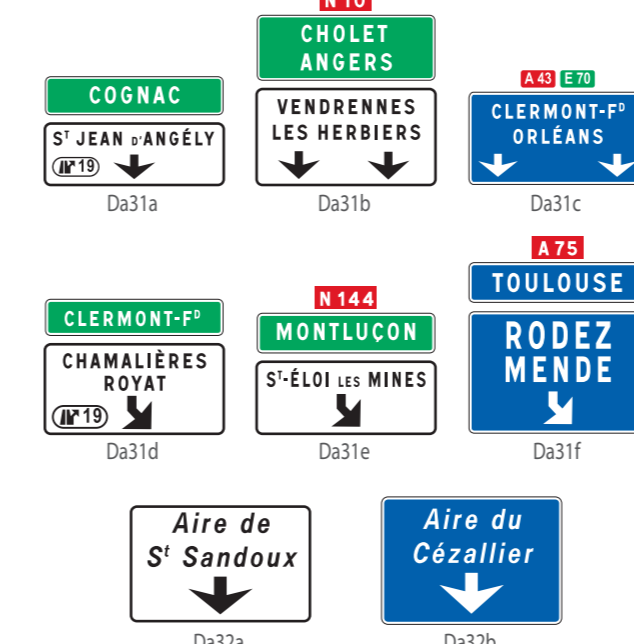 N 10
CHOLET
ANGERS
COGNAC
Sᵀ JEAN D'ANGÉLY
19
Da31a
VENDRENNES
LES HERBIERS
Da31b
A 43 E 70
CLERMONT-Fᴰ
ORLÉANS
Da31c
CLERMONT-Fᴰ
CHAMALIÈRES
ROYAT
19
Da31d
N 144
MONTLUÇON
Sᵀ-ÉLOI LES MINES
Da31e
A 75
TOULOUSE
RODEZ
MENDE
Da31f
Aire de
Sᵗ Sandoux
Da32a
Aire du
Cézallier
Da32b